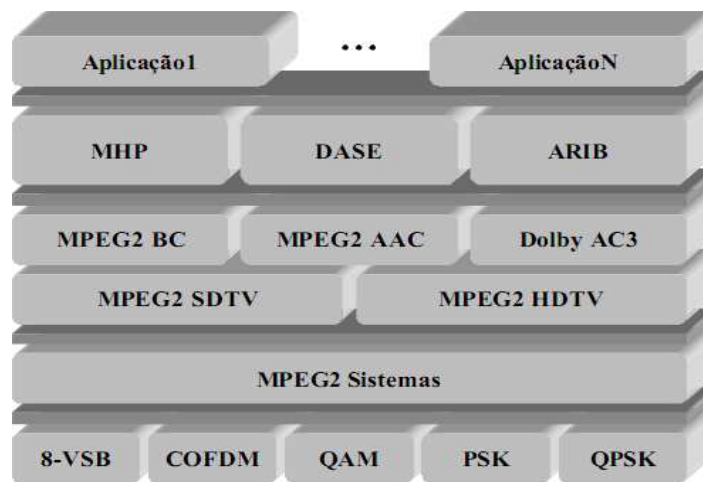 Aplicação1 ... AplicaçãoN
MHP DASE ARIB
MPEG2 BC MPEG2 AAC Dolby AC3
MPEG2 SDTV MPEG2 HDTV
MPEG2 Sistemas
8-VSB COFDM QAM PSK QPSK